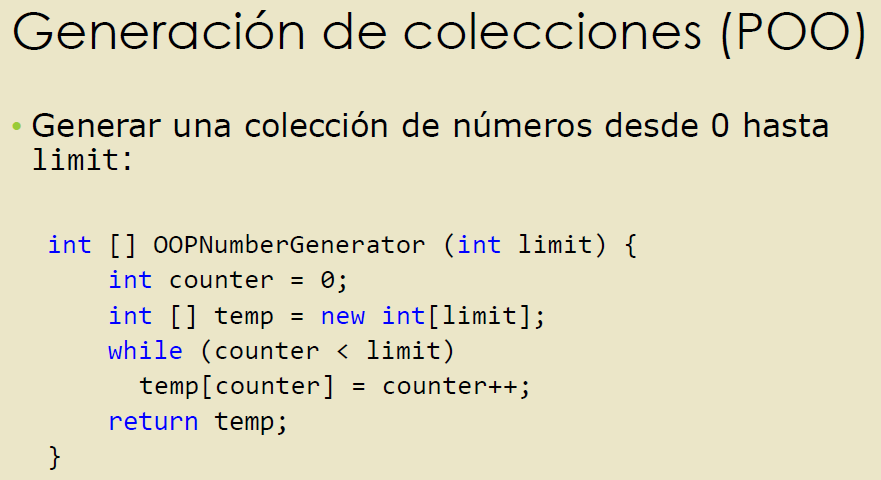 Generación de colecciones (POO)
• Generar una colección de números desde 0 hasta
limit:
int [] OOPNumberGenerator (int limit) {
int counter = 0;
int [] temp = new int[limit];
while (counter < limit)
temp[counter] = counter++;
return temp;
}